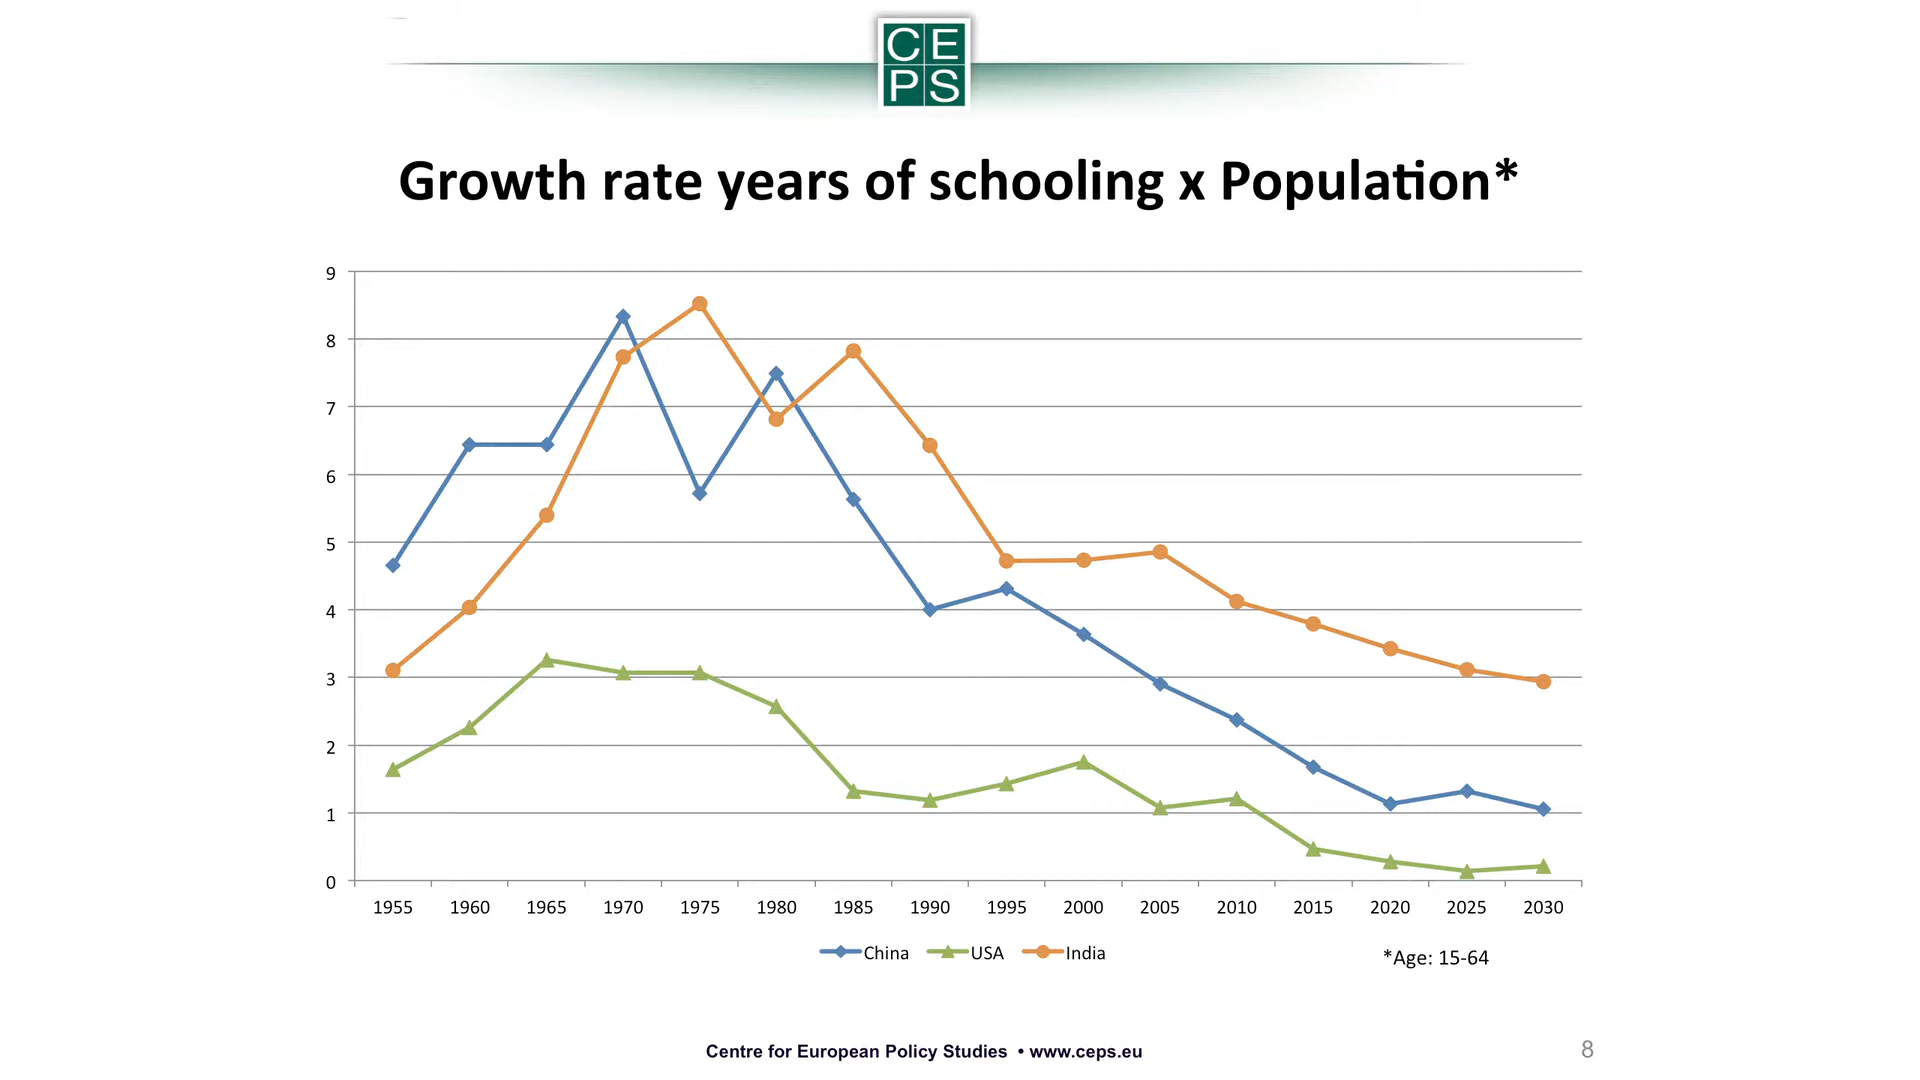 CE
PS
Growth rate years of schooling x Population*
9
8
7
6
5
4
3
2
1
0
1955 1960 1965 1970 1975 1980 1985 1990 1995 2000 2005 2010 2015 2020 2025 2030
China USA India
*Age: 15-64
Centre for European Policy Studies • www.ceps.eu
8